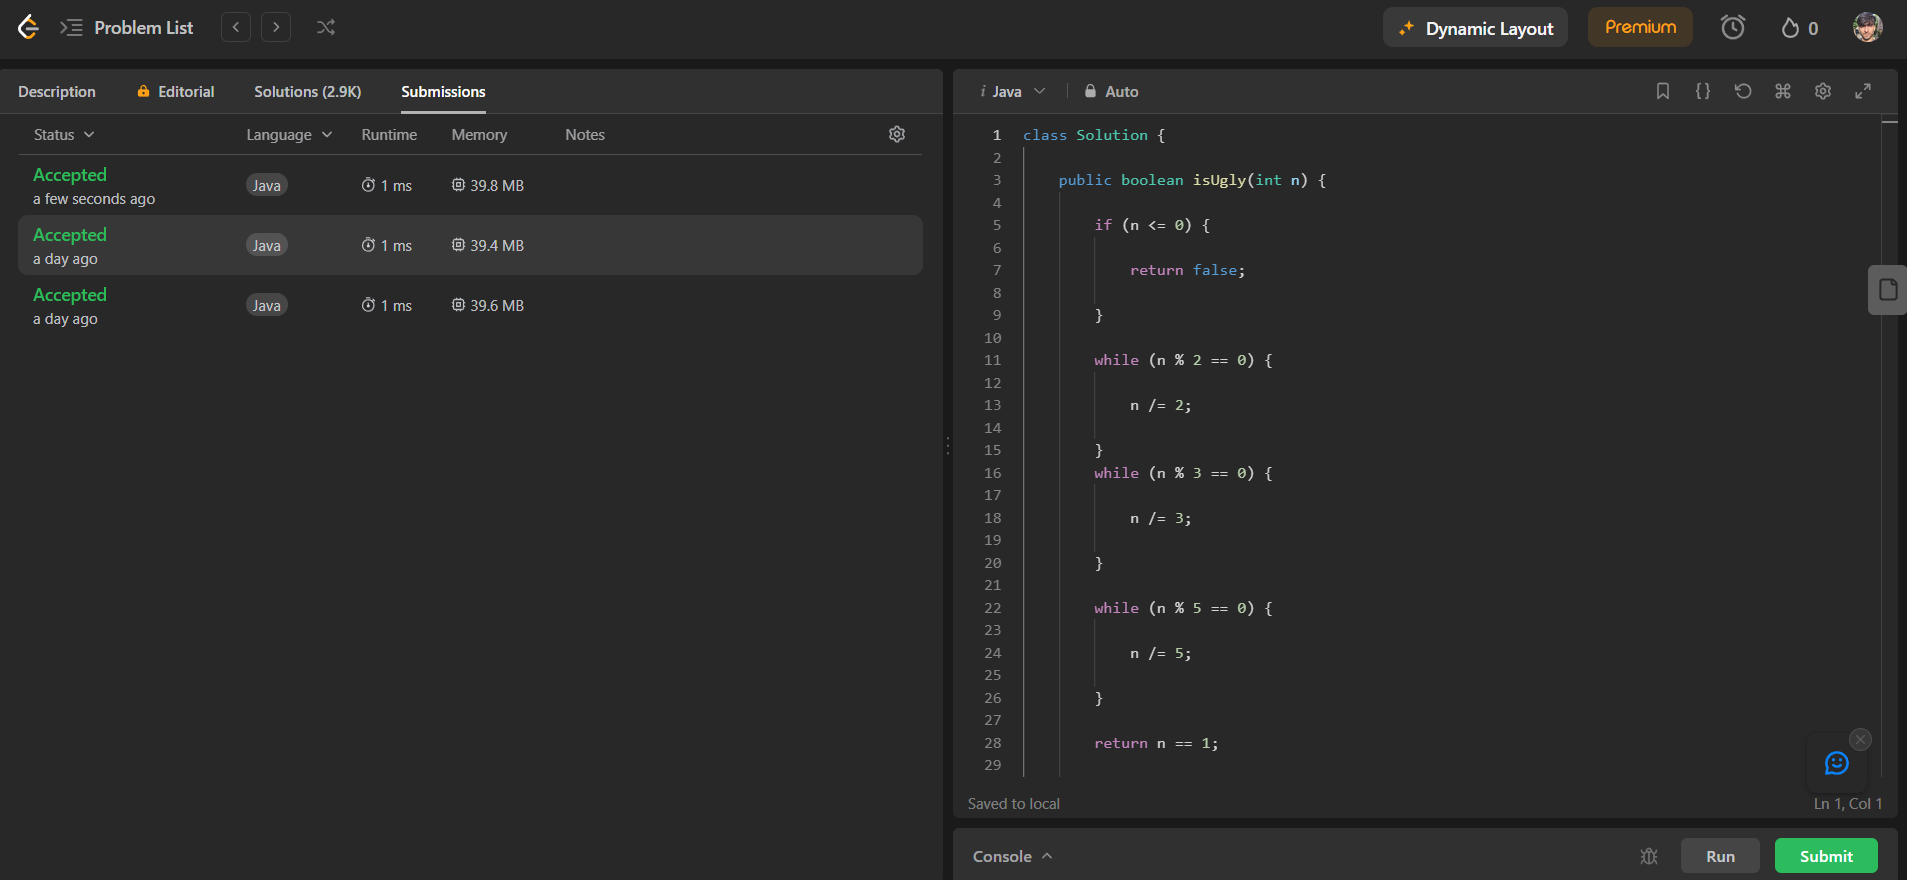 Problem List
Dynamic Layout
Premium
0
Description
Editorial
Solutions (2.9K)
Submissions
Status
Language
Runtime
Memory
Notes
Accepted
a few seconds ago
Java
1 ms
39.8 MB
Accepted
a day ago
Java
1 ms
39.4 MB
Accepted
a day ago
Java
1 ms
39.6 MB
i Java
Auto
1 class Solution {
2
3 public boolean isUgly(int n) {
4
5 if (n <= 0) {
6
7 return false;
8
9 }
10
11 while (n % 2 == 0) {
12
13 n /= 2;
14
15 }
16 while (n % 3 == 0) {
17
18 n /= 3;
19
20 }
21
22 while (n % 5 == 0) {
23
24 n /= 5;
25
26 }
27
28 return n == 1;
29
Saved to local
Ln 1, Col 1
Console
Run
Submit